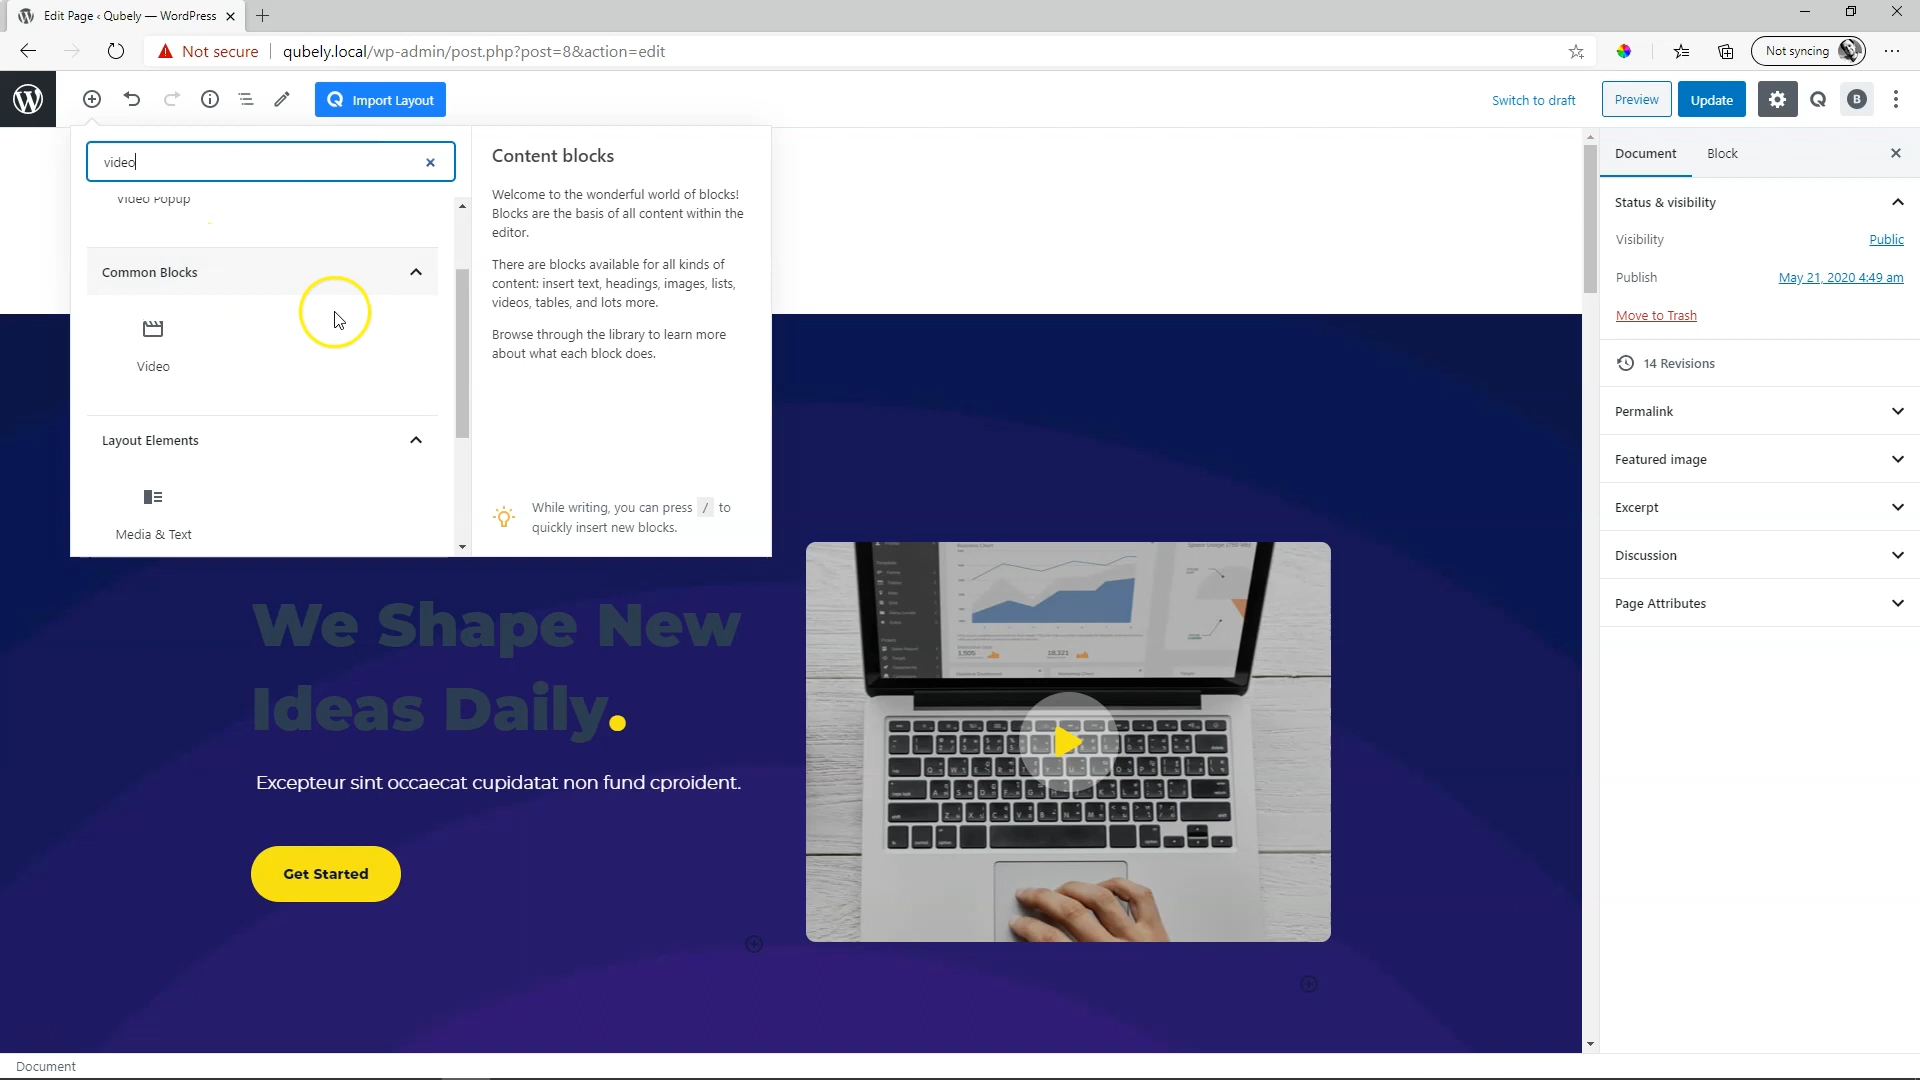 Edit Page ‹ Qubely — WordPress
Not secure
qubely.local/wp-admin/post.php?post=8&action=edit
Not syncing
Import Layout
Switch to draft
Preview
Update
B
video
Video Popup
Common Blocks
Video
Layout Elements
Media & Text
Content blocks
Welcome to the wonderful world of blocks!
Blocks are the basis of all content within the
editor.
There are blocks available for all kinds of
content: insert text, headings, images, lists,
videos, tables, and lots more.
Browse through the library to learn more
about what each block does.
While writing, you can press / to
quickly insert new blocks.
Document
Block
Status & visibility
Visibility
Public
Publish
May 21, 2020 4:49 am
Move to Trash
14 Revisions
Permalink
Featured image
Excerpt
Discussion
Page Attributes
We Shape New
Ideas Daily.
Excepteur sint occaecat cupidatat non fund cproident.
Get Started
1,505
18,321
Document